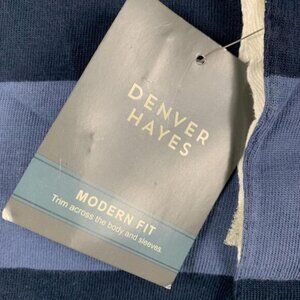 DENVER
HAYES
MODERN FIT
Trim across the body and sleeves.